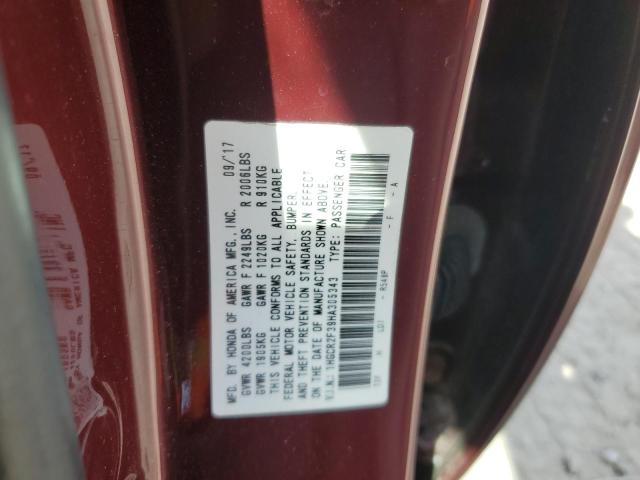 MFD. BY HONDA OF AMERICA MFG., INC. 09/17
GVWR 4200LBS GAWR F 2249LBS R 2006LBS
GVWR 1905KG GAWR F 1020KG R 910KG
THIS VEHICLE CONFORMS TO ALL APPLICABLE
FEDERAL MOTOR VEHICLE SAFETY, BUMPER,
AND THEFT PREVENTION STANDARDS IN EFFECT
ON THE DATE OF MANUFACTURE SHOWN ABOVE.
V.I.N.: 1HGCR2F39HA305343 TYPE: PASSENGER CAR
R548P - F - A